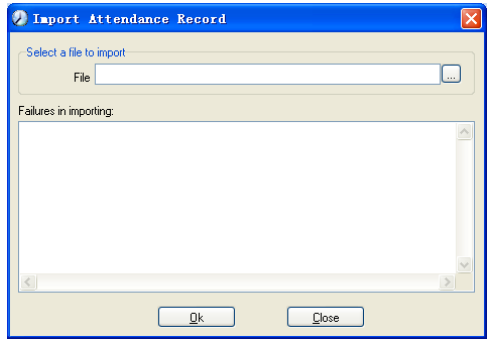 Import Attendance Record
Select a file to import
File
...
Failures in importing:
Ok
Close